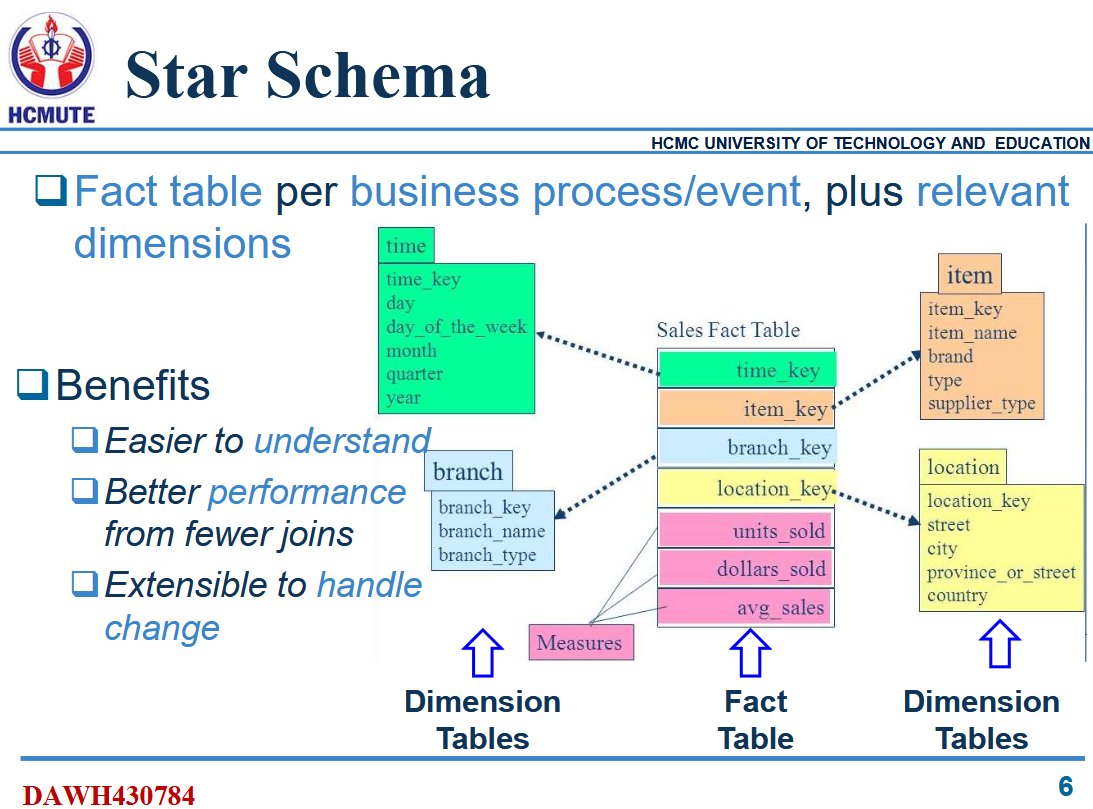 HCMUTE
Star Schema
HCMC UNIVERSITY OF TECHNOLOGY AND EDUCATION
Fact table per business process/event, plus relevant
dimensions
Benefits
Easier to understand
Better performance
from fewer joins
Extensible to handle
change
time
time_key
day
day_of_the_week
month
quarter
year
branch
branch_key
branch_name
branch_type
Sales Fact Table
time_key
item_key
branch_key
location_key
units_sold
dollars_sold
avg_sales
Measures
item
item_key
item_name
brand
type
supplier_type
location
location_key
street
city
province_or_street
country
Dimension
Tables
Fact
Table
Dimension
Tables
DAWH430784
6